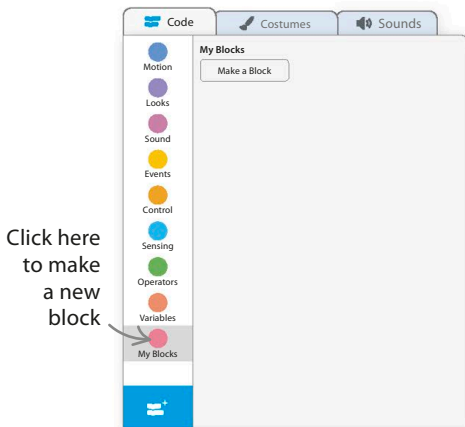 Code
Costumes
Sounds
My Blocks
Make a Block
Motion
Looks
Sound
Events
Control
Sensing
Operators
Variables
My Blocks
Click here
to make
a new
block